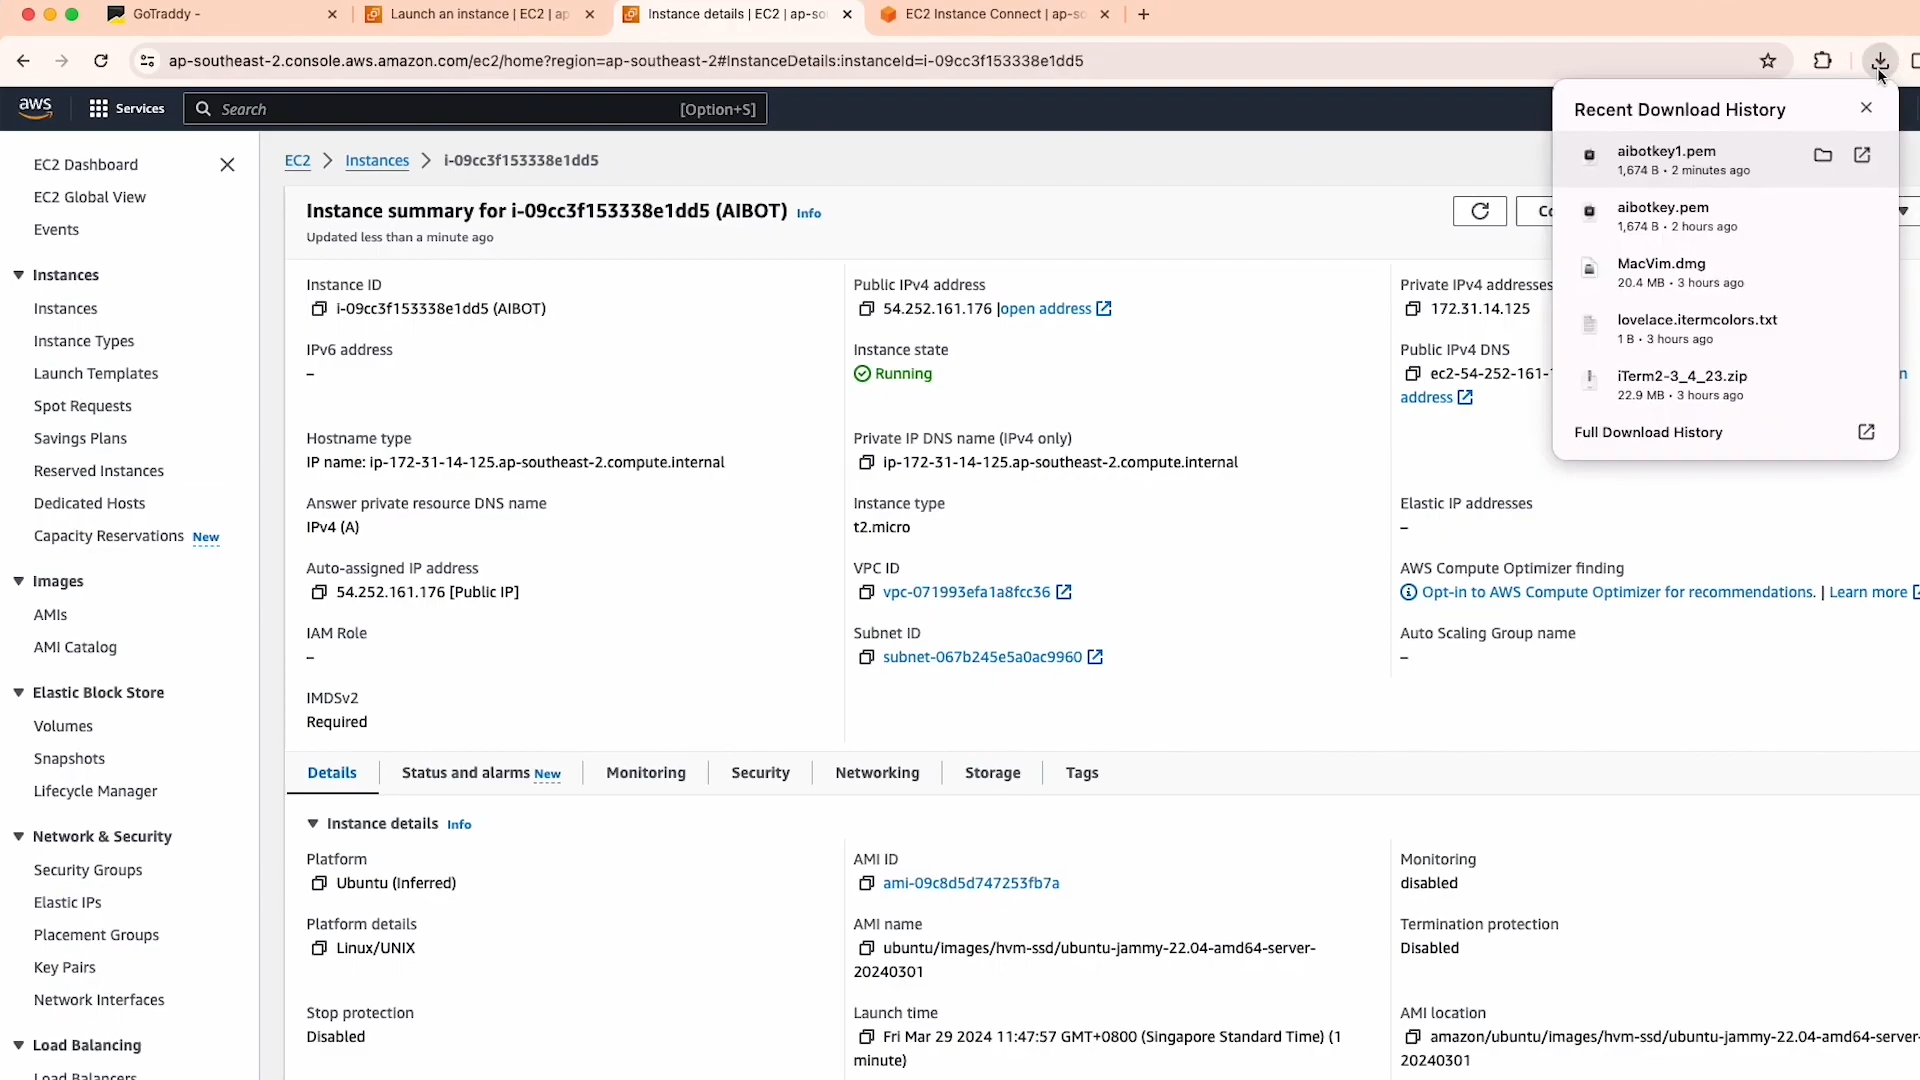 GoTraddy -
Launch an instance | EC2 | ap
Instance details | EC2 | ap-so
EC2 Instance Connect | ap-so
ap-southeast-2.console.aws.amazon.com/ec2/home?region=ap-southeast-2#InstanceDetails:instanceId=i-09cc3f153338e1dd5
aws
Services
Search
[Option+S]
Recent Download History
aibotkey1.pem
1,674 B • 2 minutes ago
aibotkey.pem
1,674 B • 2 hours ago
MacVim.dmg
20.4 MB • 3 hours ago
lovelace.itermcolors.txt
1 B • 3 hours ago
iTerm2-3_4_23.zip
22.9 MB • 3 hours ago
Full Download History
EC2 Dashboard
EC2 Global View
Events
Instances
Instances
Instance Types
Launch Templates
Spot Requests
Savings Plans
Reserved Instances
Dedicated Hosts
Capacity Reservations New
Images
AMIs
AMI Catalog
Elastic Block Store
Volumes
Snapshots
Lifecycle Manager
Network & Security
Security Groups
Elastic IPs
Placement Groups
Key Pairs
Network Interfaces
Load Balancing
Load Balancers
EC2
Instances
i-09cc3f153338e1dd5
Instance summary for i-09cc3f153338e1dd5 (AIBOT) Info
Updated less than a minute ago
Instance ID
i-09cc3f153338e1dd5 (AIBOT)
Public IPv4 address
54.252.161.176 |open address
Private IPv4 addresses
172.31.14.125
IPv6 address
–
Instance state
Running
Public IPv4 DNS
ec2-54-252-161-
address
Hostname type
IP name: ip-172-31-14-125.ap-southeast-2.compute.internal
Private IP DNS name (IPv4 only)
ip-172-31-14-125.ap-southeast-2.compute.internal
Answer private resource DNS name
IPv4 (A)
Instance type
t2.micro
Elastic IP addresses
–
Auto-assigned IP address
54.252.161.176 [Public IP]
VPC ID
vpc-071993efa1a8fcc36
AWS Compute Optimizer finding
Opt-in to AWS Compute Optimizer for recommendations. | Learn more
IAM Role
–
Subnet ID
subnet-067b245e5a0ac9960
Auto Scaling Group name
–
IMDSv2
Required
Details
Status and alarms New
Monitoring
Security
Networking
Storage
Tags
Instance details Info
Platform
Ubuntu (Inferred)
AMI ID
ami-09c8d5d747253fb7a
Monitoring
disabled
Platform details
Linux/UNIX
AMI name
ubuntu/images/hvm-ssd/ubuntu-jammy-22.04-amd64-server-
20240301
Termination protection
Disabled
Stop protection
Disabled
Launch time
Fri Mar 29 2024 11:47:57 GMT+0800 (Singapore Standard Time) (1
minute)
AMI location
amazon/ubuntu/images/hvm-ssd/ubuntu-jammy-22.04-amd64-server-
20240301